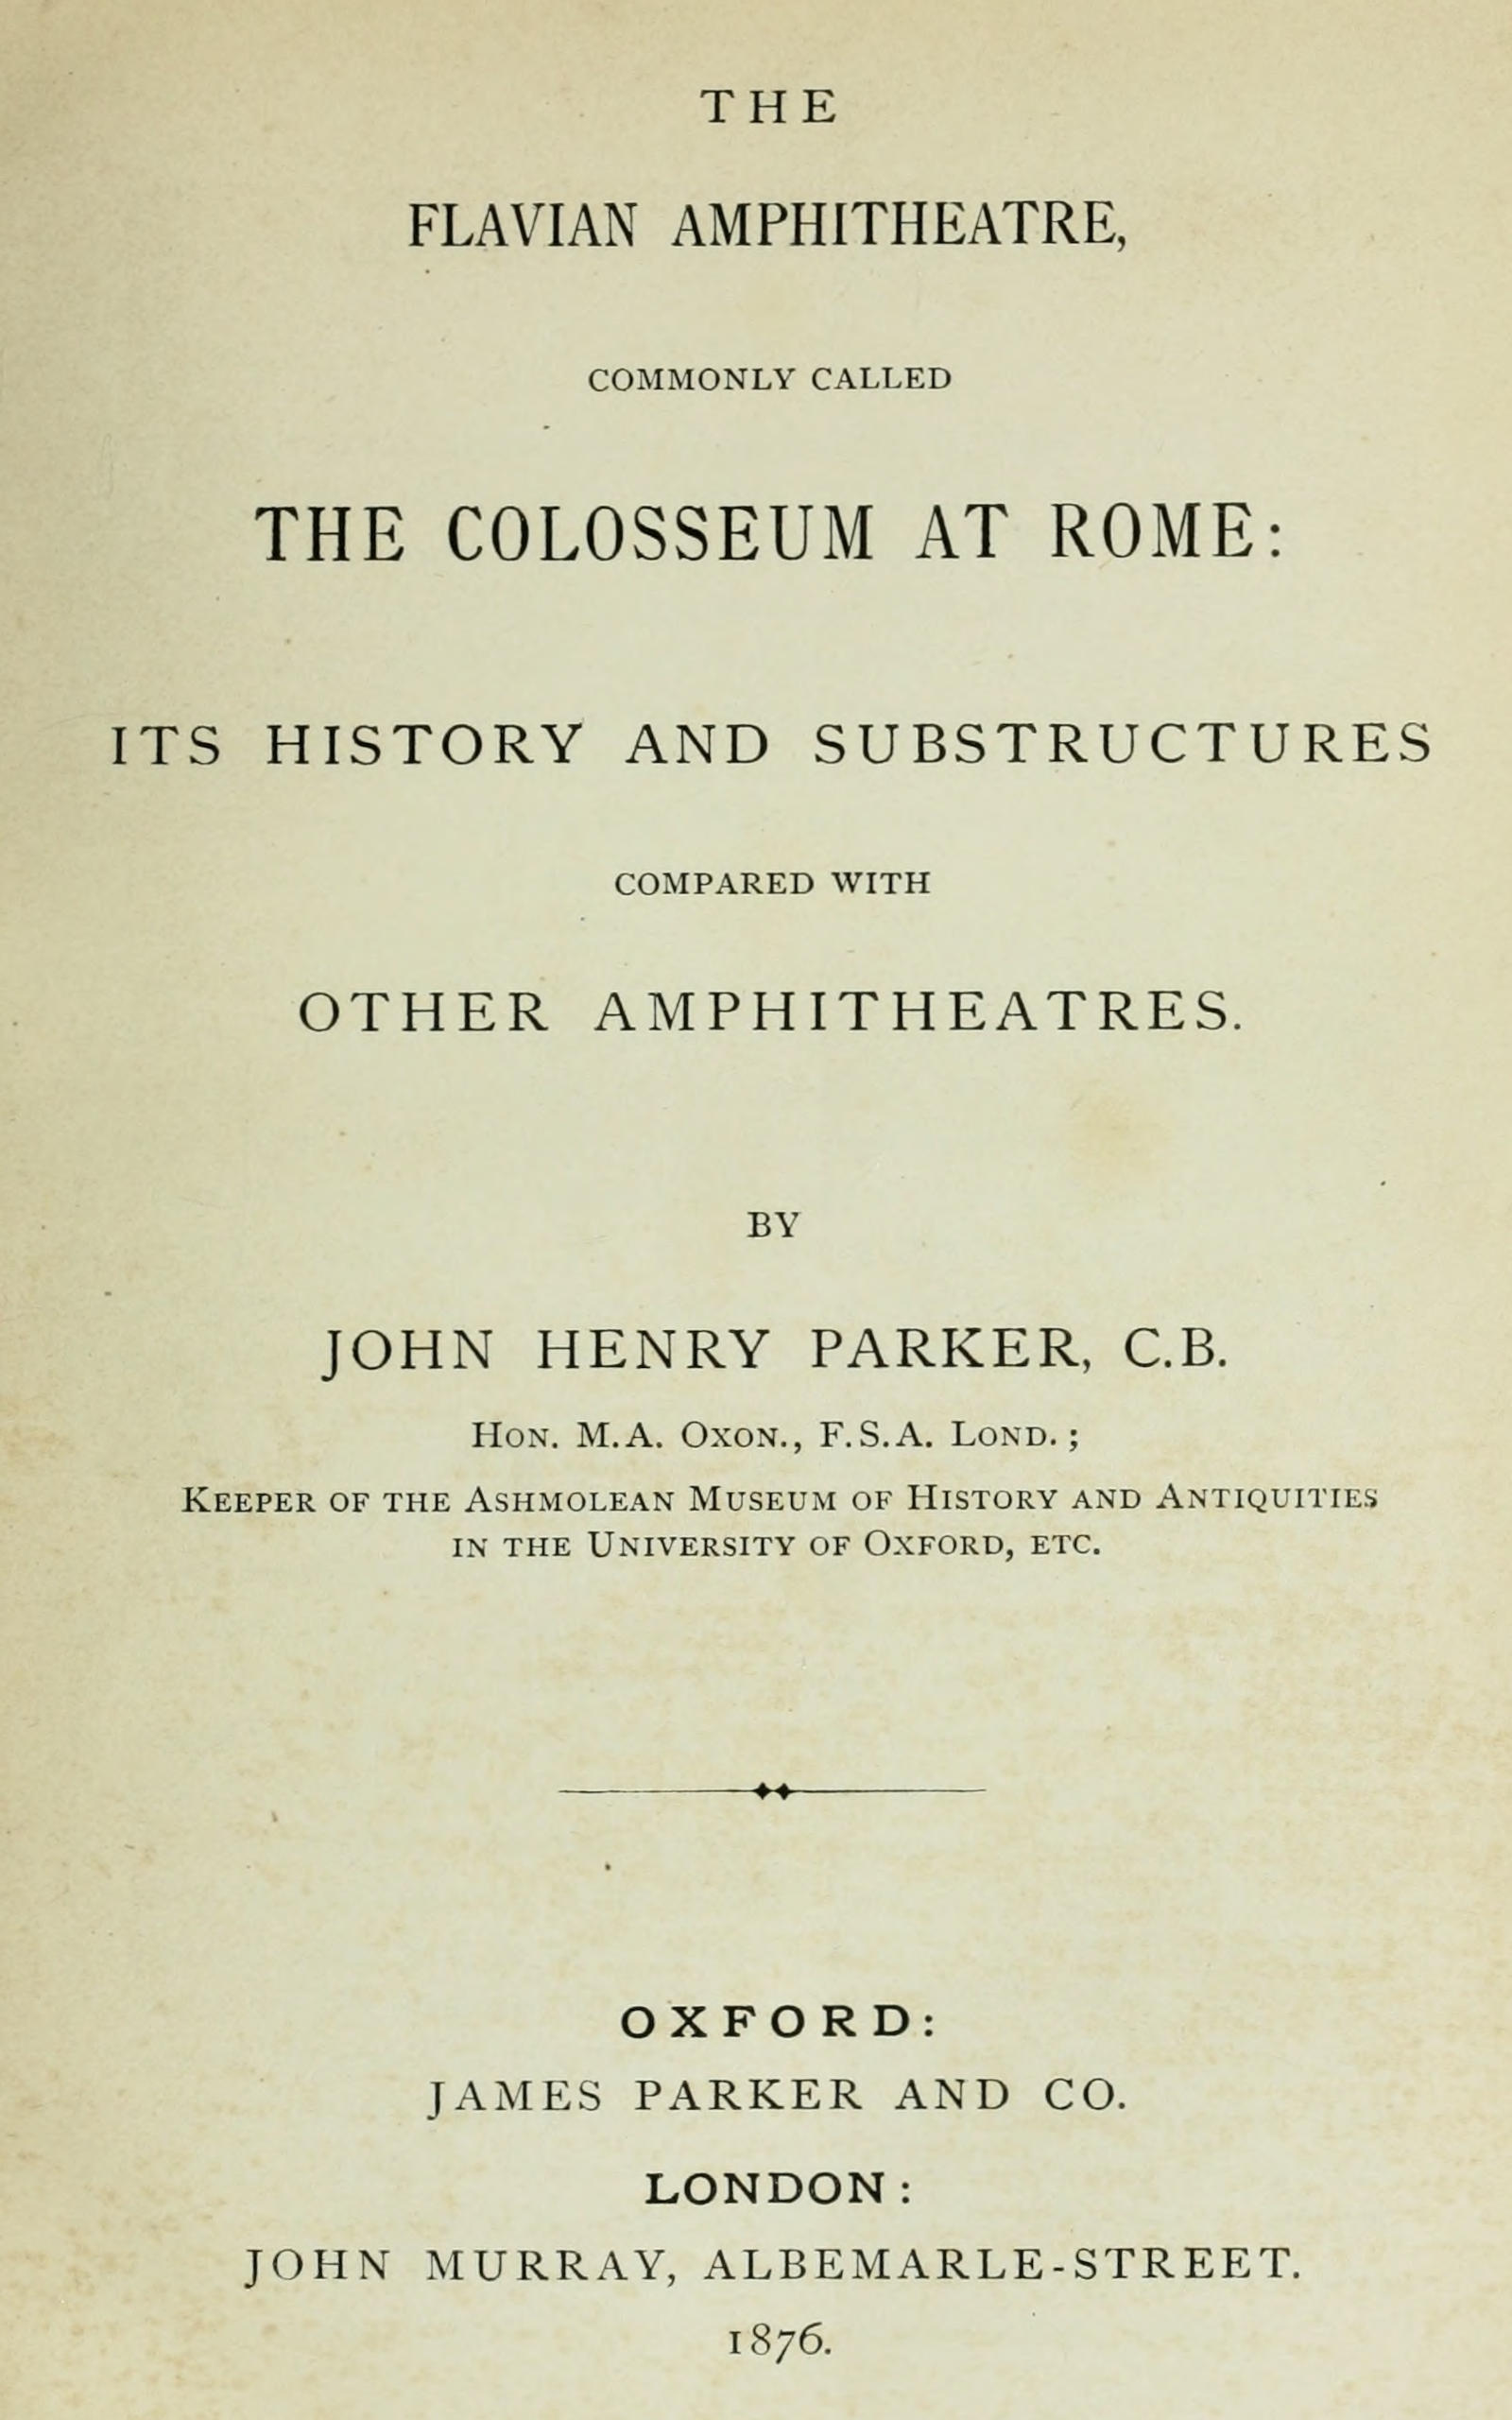 THE
FLAVIAN AMPHITHEATRE,
COMMONLY CALLED
THE COLOSSEUM AT ROME:
ITS HISTORY AND SUBSTRUCTURES
COMPARED WITH
OTHER AMPHITHEATRES.
BY
JOHN HENRY PARKER, C.B.
HON. M.A. OXON., F.S.A. LOND.;
KEEPER OF THE ASHMOLEAN MUSEUM OF HISTORY AND ANTIQUITIES
IN THE UNIVERSITY OF OXFORD, ETC.
OXFORD:
JAMES PARKER AND CO.
LONDON:
JOHN MURRAY, ALBEMARLE-STREET.
1876.